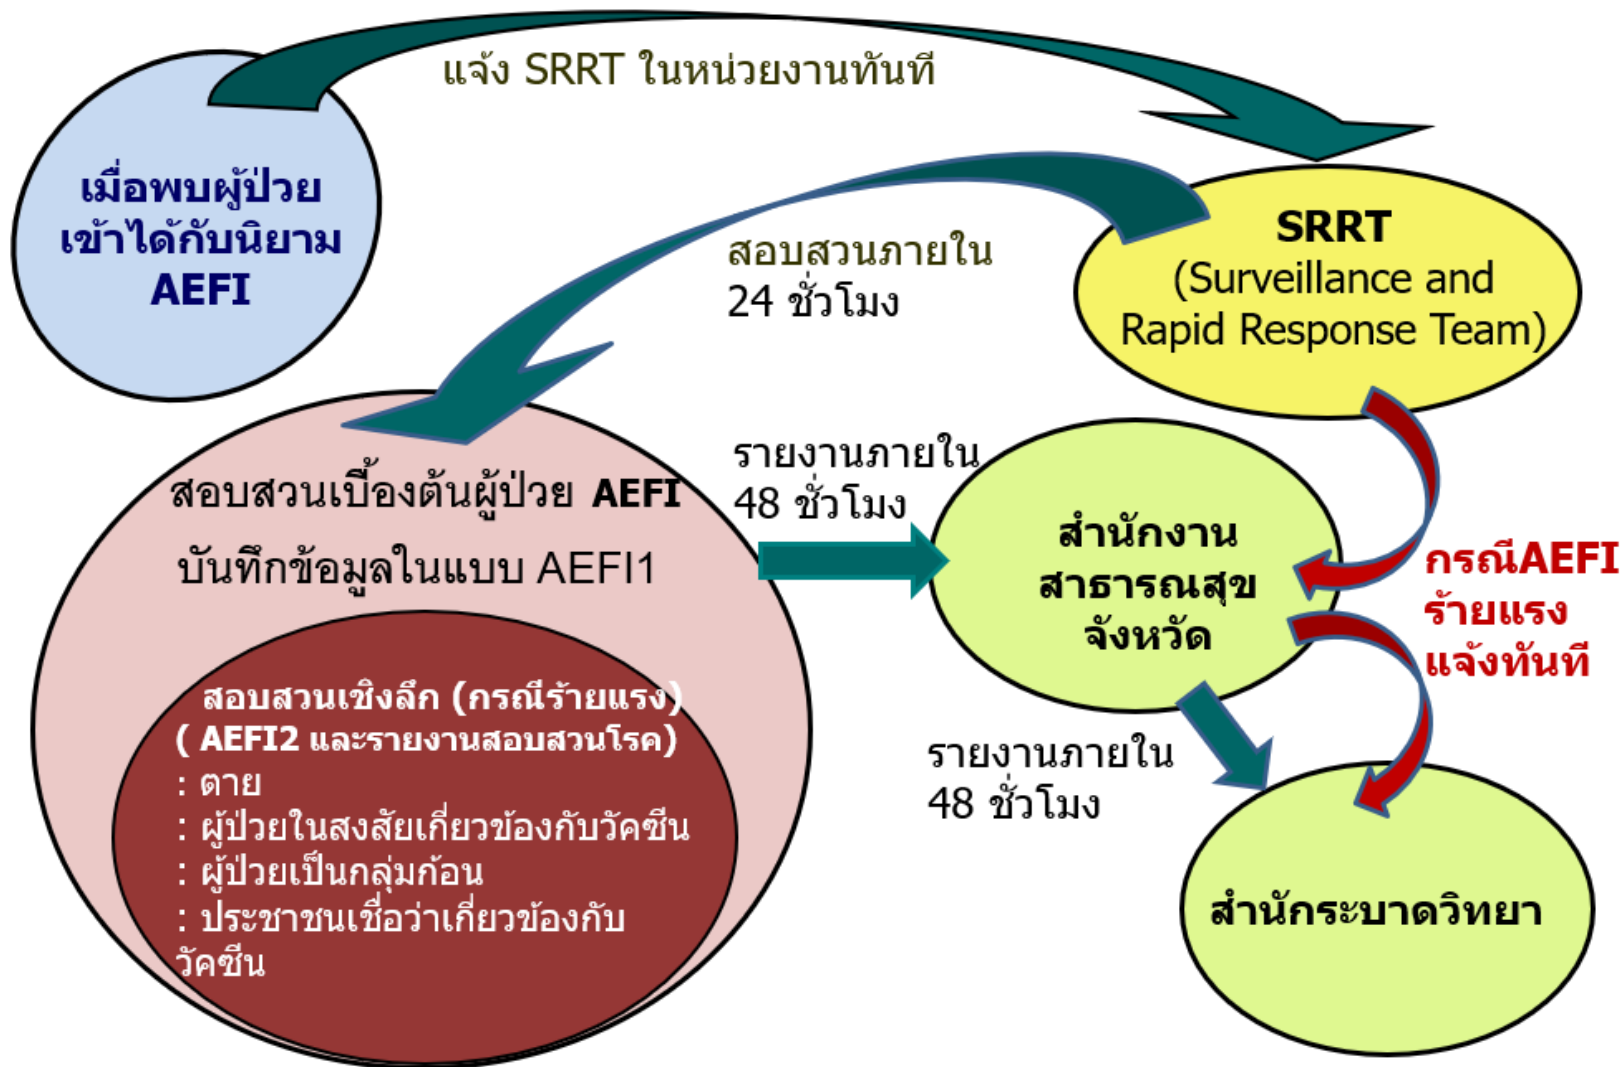 แจ้ง SRRT ในหน่วยงานทันที
เมื่อพบผู้ป่วย
เข้าได้กับนิยาม
AEFI
SRRT
(Surveillance and
Rapid Response Team)
สอบสวนภายใน
24 ชั่วโมง
สอบสวนเบื้องต้นผู้ป่วย AEFI
บันทึกข้อมูลในแบบ AEFI1
รายงานภายใน
48 ชั่วโมง
สำนักงาน
สาธารณสุข
จังหวัด
กรณีAEFI
ร้ายแรง
แจ้งทันที
สอบสวนเชิงลึก (กรณีร้ายแรง)
( AEFI2 และรายงานสอบสวนโรค)
: ตาย
: ผู้ป่วยในสงสัยเกี่ยวข้องกับวัคซีน
: ผู้ป่วยเป็นกลุ่มก้อน
: ประชาชนเชื่อว่าเกี่ยวข้องกับ
วัคซีน
รายงานภายใน
48 ชั่วโมง
สำนักระบาดวิทยา